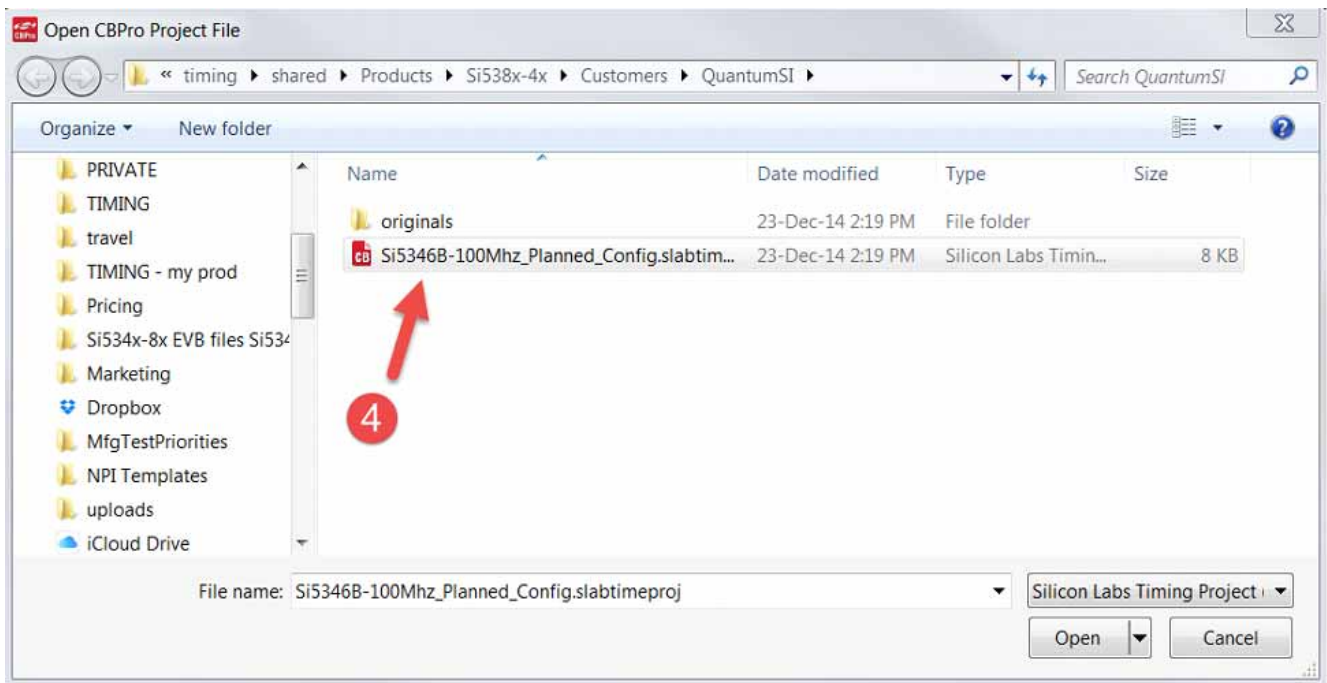 Open CBPro Project File
« timing ▸ shared ▸ Products ▸ Si538x-4x ▸ Customers ▸ QuantumSI ▸ Search QuantumSI
Organize New folder
Name Date modified Type Size
PRIVATE
TIMING
travel
TIMING - my prod
Pricing
Si534x-8x EVB files Si534
Marketing
Dropbox
MfgTestPriorities
NPI Templates
uploads
iCloud Drive
originals 23-Dec-14 2:19 PM File folder
CB Si5346B-100Mhz_Planned_Config.slabtim... 23-Dec-14 2:19 PM Silicon Labs Timin... 8 KB
4
File name: Si5346B-100Mhz_Planned_Config.slabtimeproj Silicon Labs Timing Project (
Open Cancel